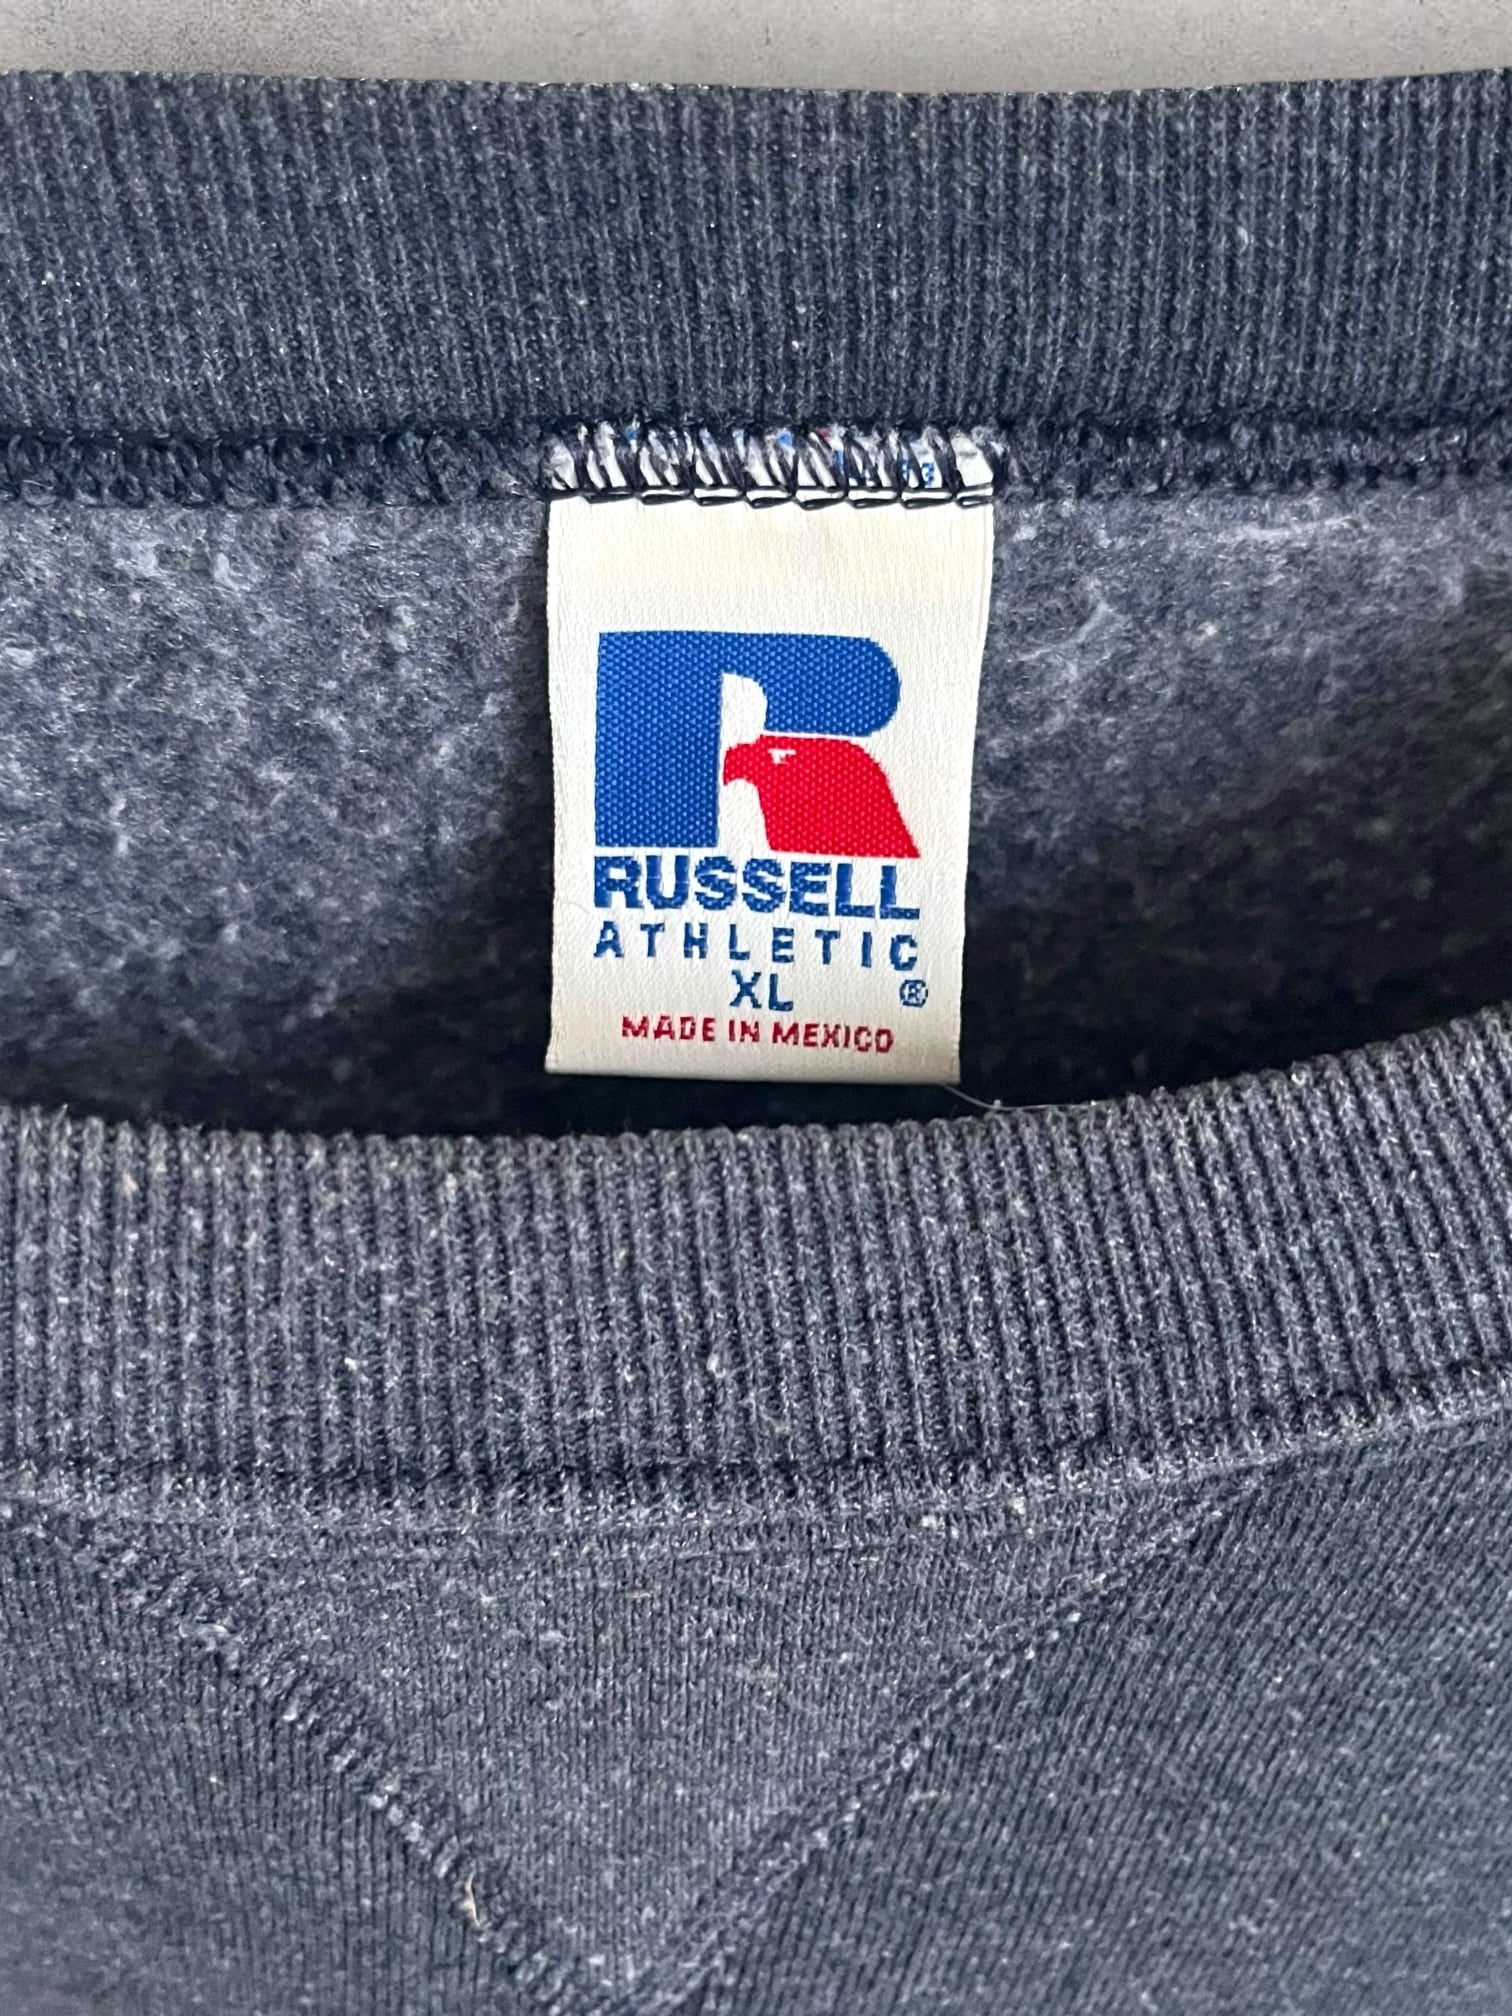 RUSSELL
ATHLETIC
XL ®
MADE IN MEXICO